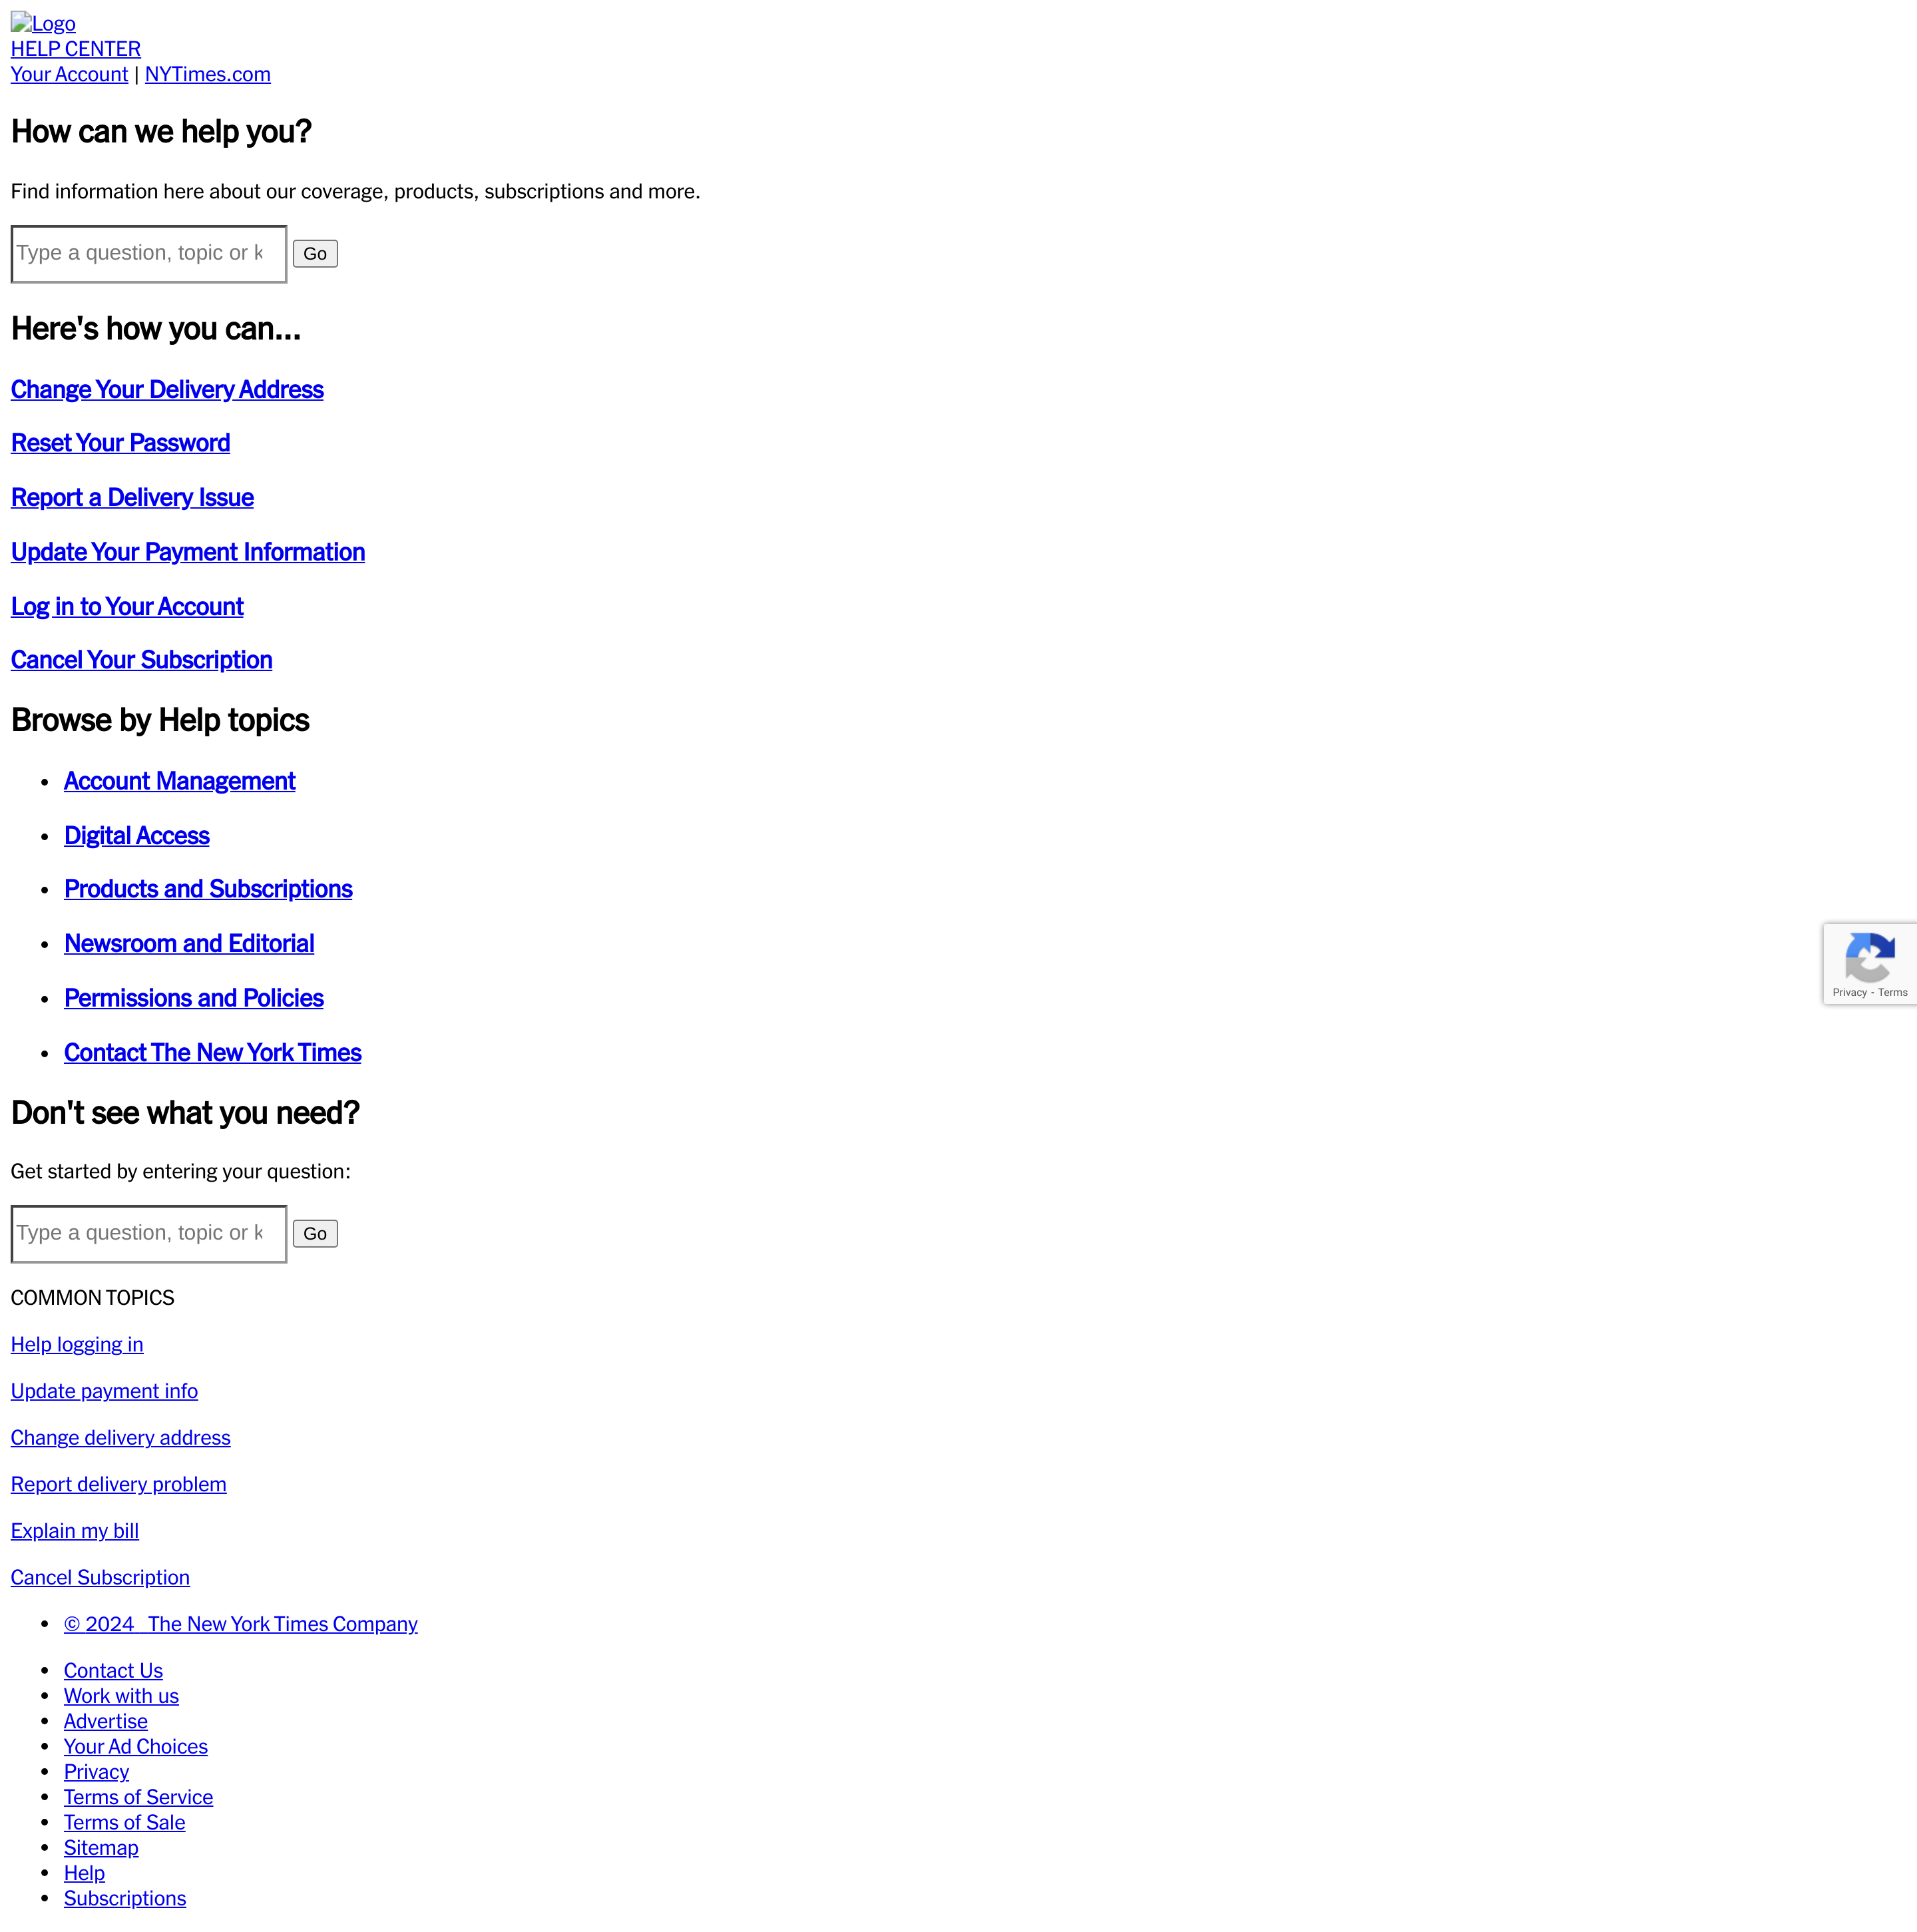 Logo
HELP CENTER
Your Account | NYTimes.com
How can we help you?
Find information here about our coverage, products, subscriptions and more.
Type a question, topic or k
Go
Here's how you can...
Change Your Delivery Address
Reset Your Password
Report a Delivery Issue
Update Your Payment Information
Log in to Your Account
Cancel Your Subscription
Browse by Help topics
• Account Management
• Digital Access
• Products and Subscriptions
• Newsroom and Editorial
• Permissions and Policies
• Contact The New York Times
Privacy - Terms
Don't see what you need?
Get started by entering your question:
Type a question, topic or k
Go
COMMON TOPICS
Help logging in
Update payment info
Change delivery address
Report delivery problem
Explain my bill
Cancel Subscription
• © 2024   The New York Times Company
• Contact Us
• Work with us
• Advertise
• Your Ad Choices
• Privacy
• Terms of Service
• Terms of Sale
• Sitemap
• Help
• Subscriptions